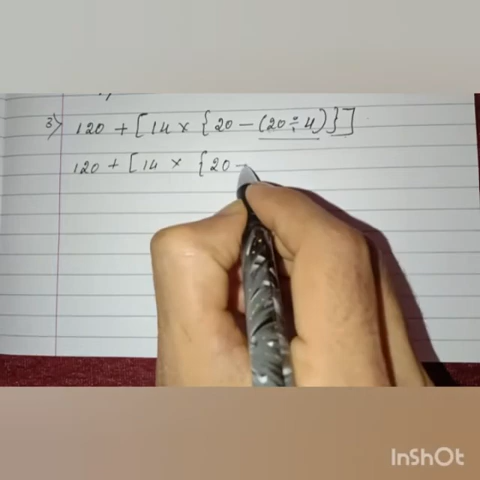 3) 120 + [14 × {20 − (20 ÷ 4)}]
120 + [14 × {20 −
InShOt